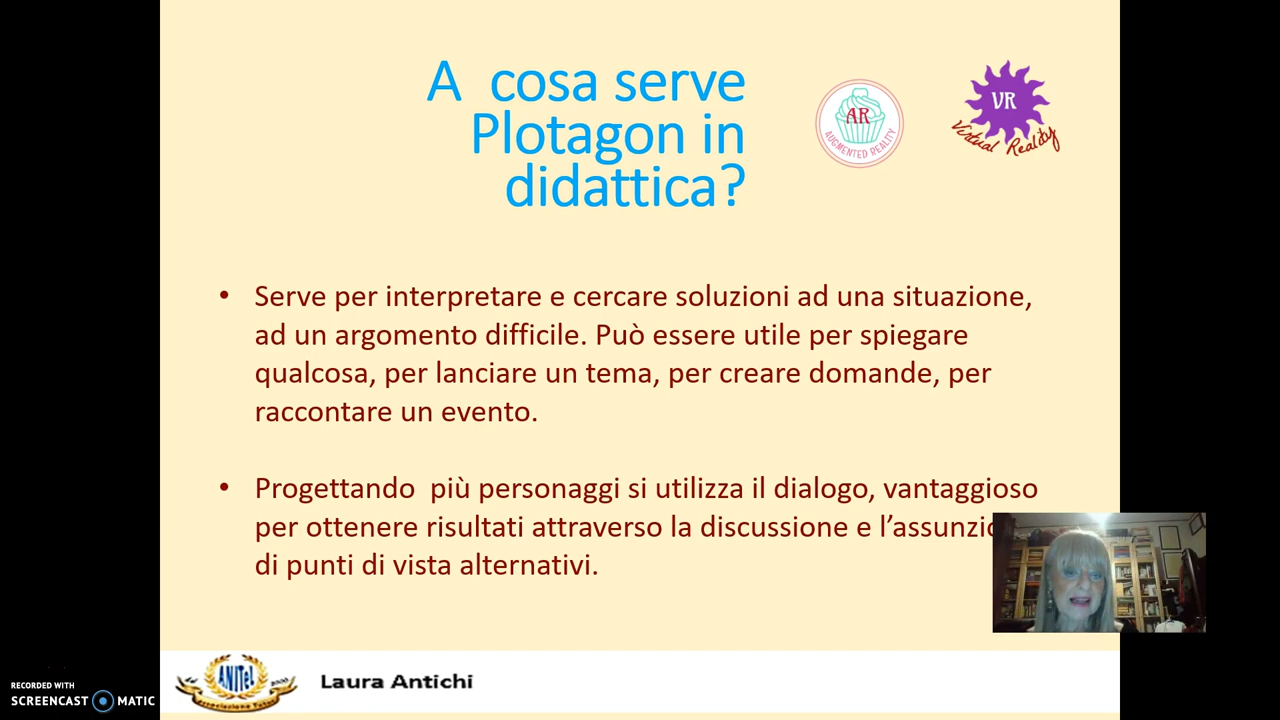 A cosa serve
Plotagon in
didattica?
AR
AUGMENTED REALITY
VR
Virtual Reality
• Serve per interpretare e cercare soluzioni ad una situazione,
ad un argomento difficile. Può essere utile per spiegare
qualcosa, per lanciare un tema, per creare domande, per
raccontare un evento.
• Progettando più personaggi si utilizza il dialogo, vantaggioso
per ottenere risultati attraverso la discussione e l’assunzio
di punti di vista alternativi.
ANITeL
Laura Antichi
RECORDED WITH
SCREENCAST MATIC